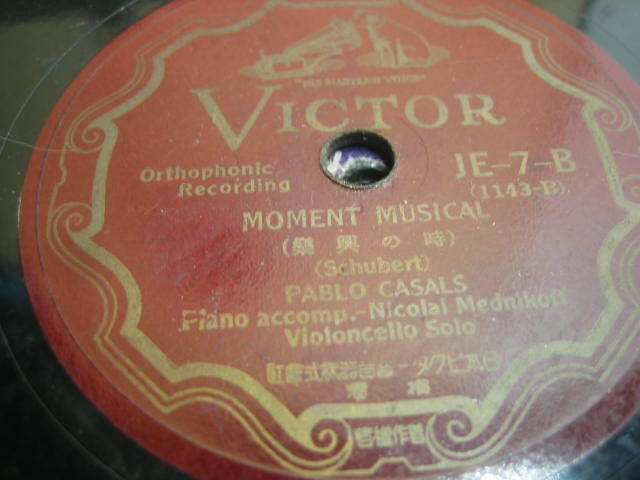 "HIS MASTER'S VOICE"
VICTOR
Orthophonic
Recording
JE-7-B
(1143-B)
MOMENT MUSICAL
(樂興の時)
(Schubert)
PABLO CASALS
Piano accomp.-Nicolai Mednikoff
Violoncello Solo